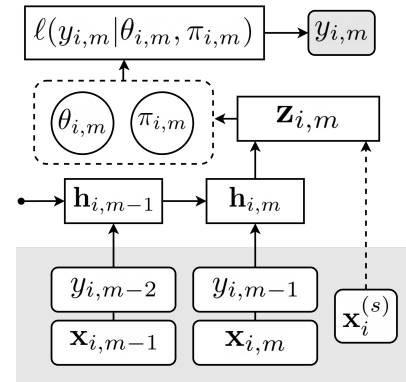 ℓ(y_{i,m}|θ_{i,m}, π_{i,m}) y_{i,m}
θ_{i,m} π_{i,m} z_{i,m}
h_{i,m−1} h_{i,m}
y_{i,m−2} y_{i,m−1}
x_{i,m−1} x_{i,m} x_i^{(s)}